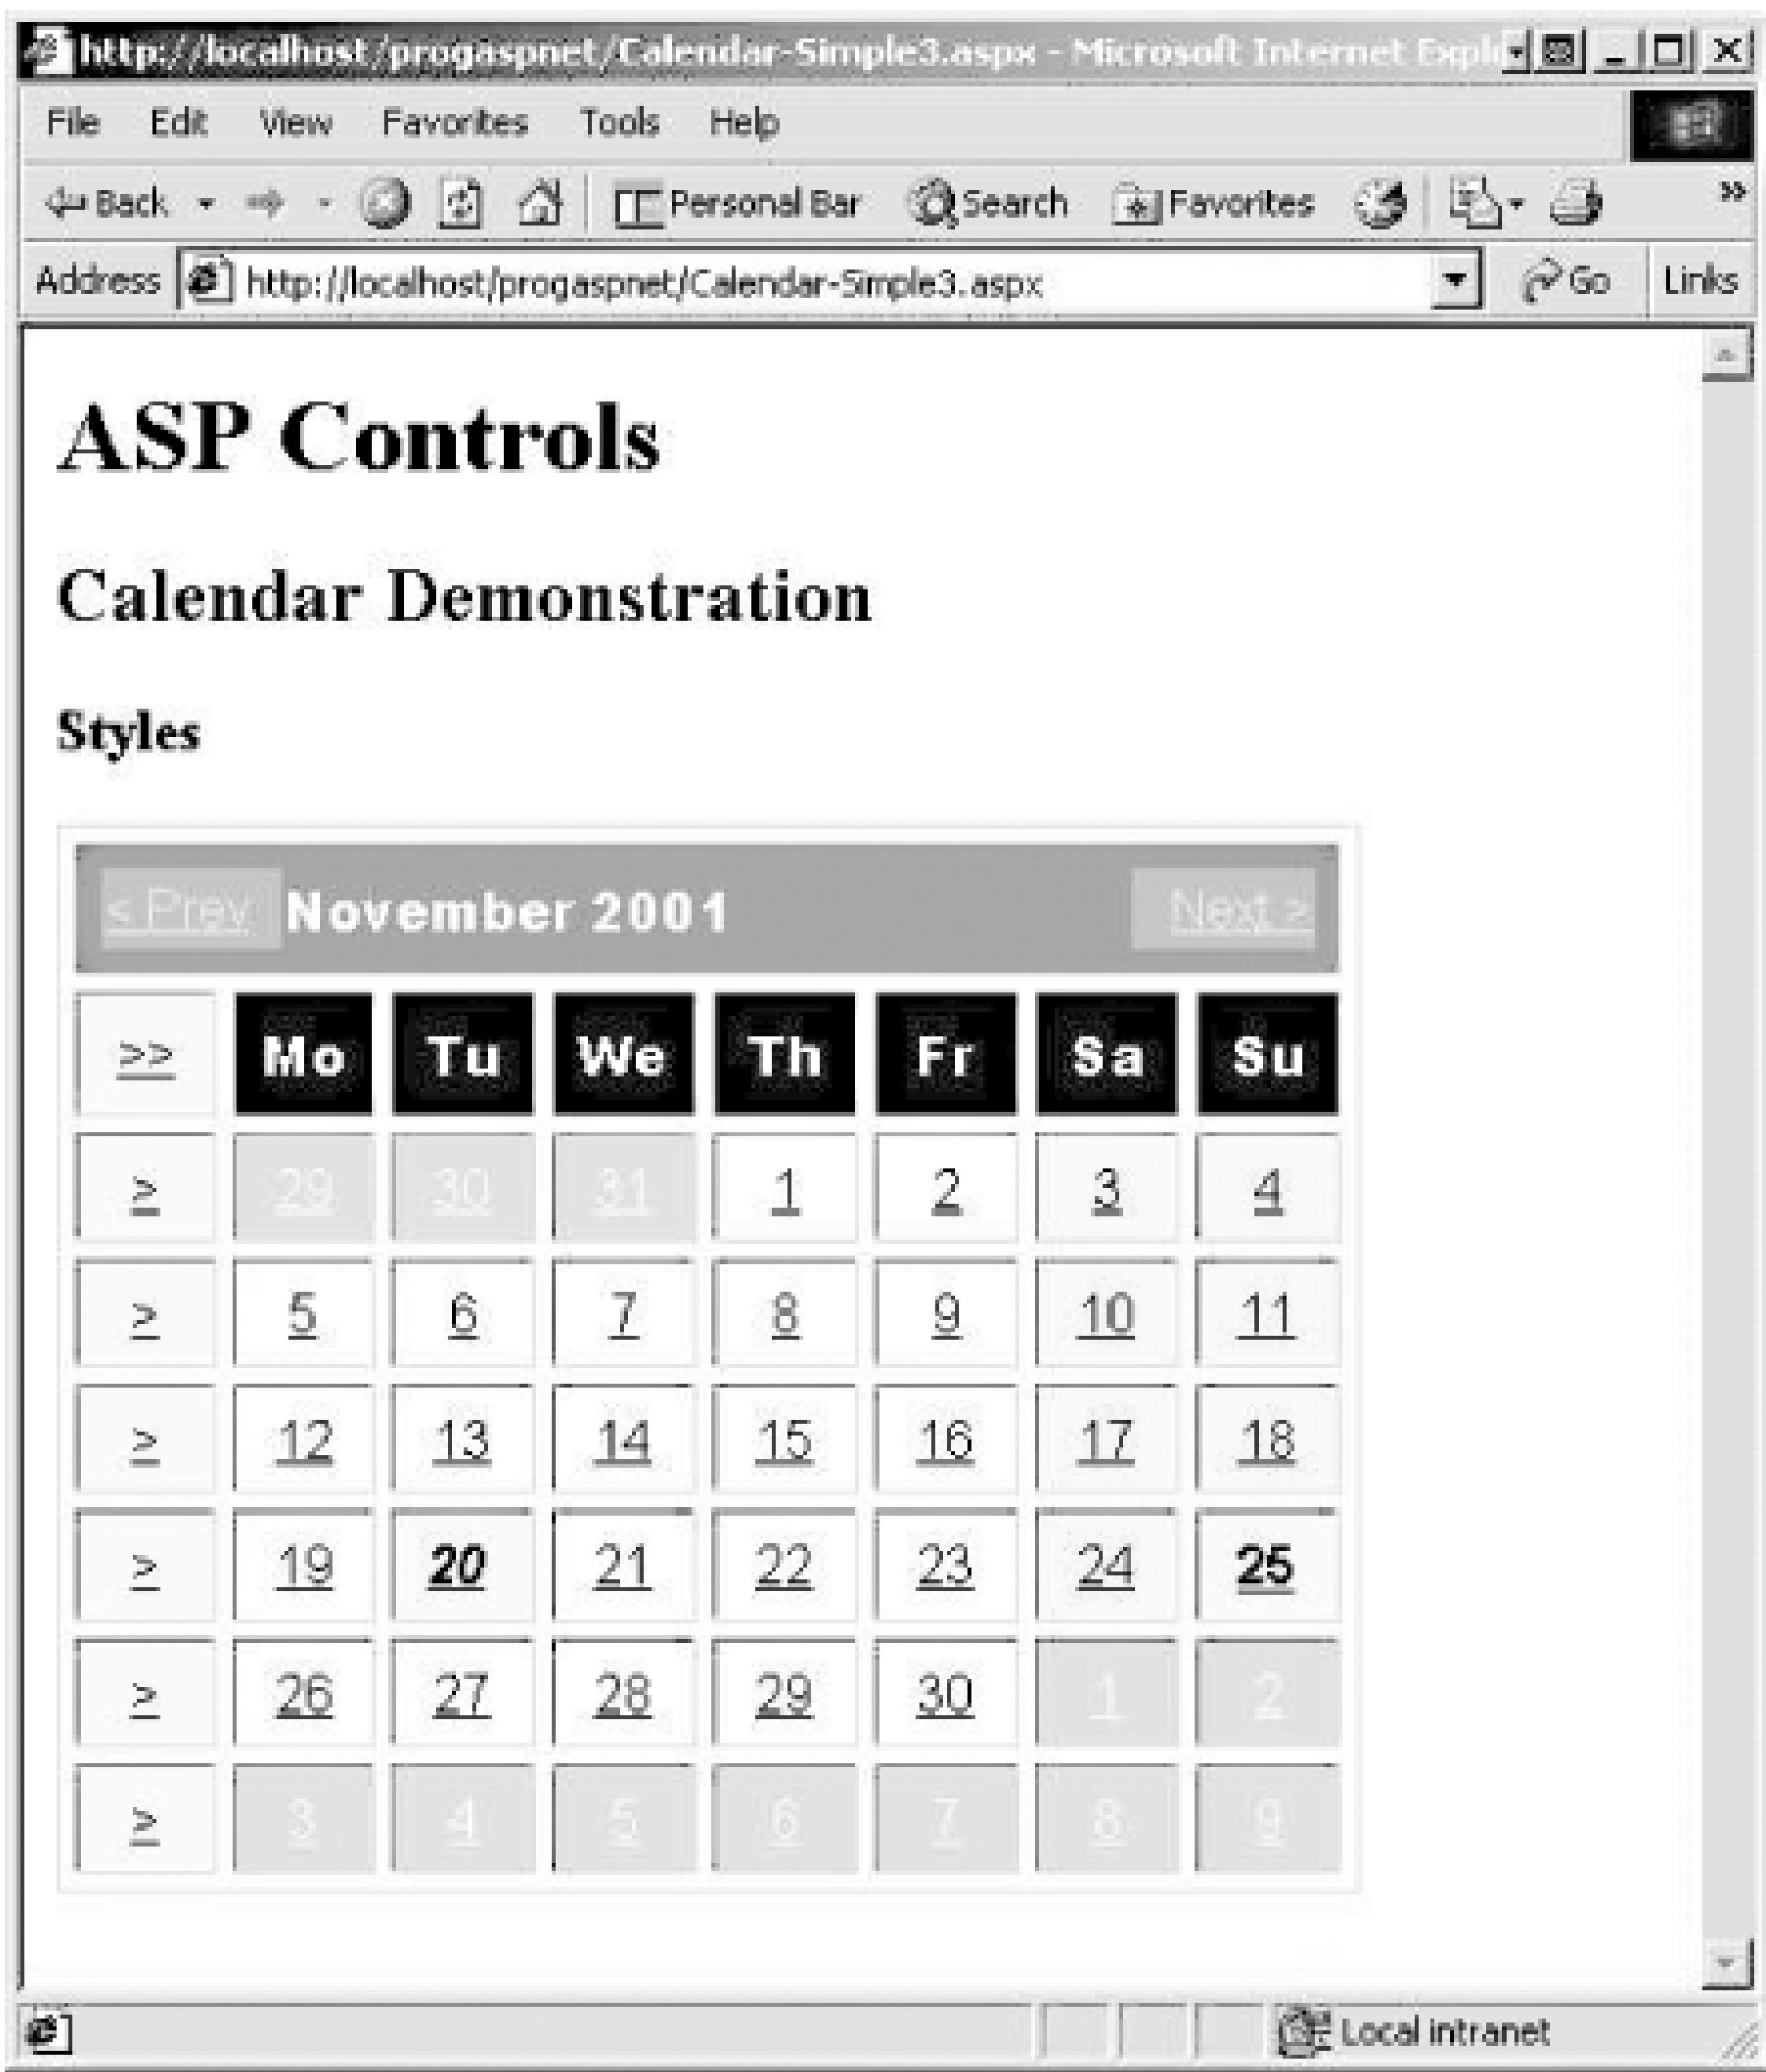 http://localhost/progaspnet/Calendar-Simple3.aspx - Microsoft Internet Explo
File Edit View Favorites Tools Help
Back Personal Bar Search Favorites »
Address http://localhost/progaspnet/Calendar-Simple3.aspx Go Links
ASP Controls
Calendar Demonstration
Styles
< Prev November 2001 Next >
>> Mo Tu We Th Fr Sa Su
> 29 30 31 1 2 3 4
> 5 6 7 8 9 10 11
> 12 13 14 15 16 17 18
> 19 20 21 22 23 24 25
> 26 27 28 29 30 1 2
> 3 4 5 6 7 8 9
Local intranet